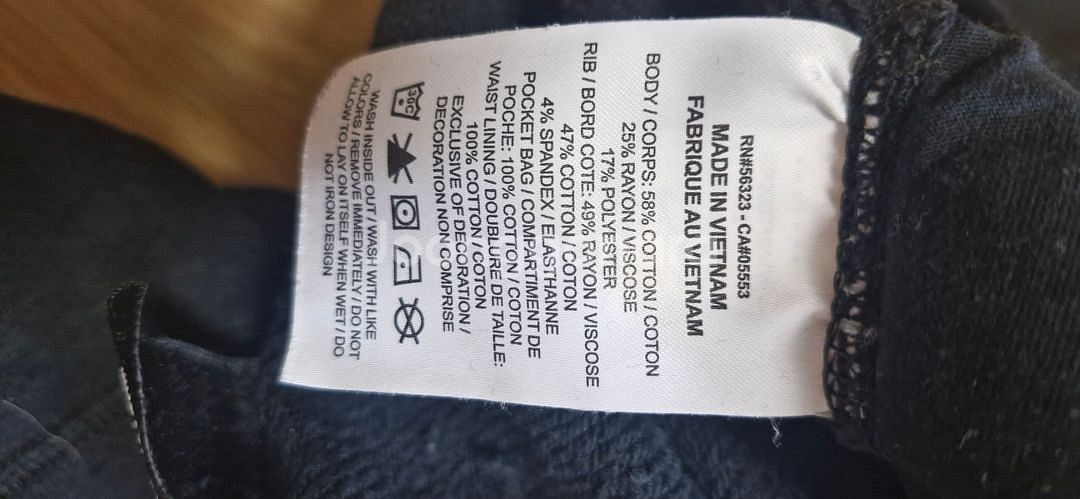 RN#56323 - CA#05553
MADE IN VIETNAM
FABRIQUE AU VIETNAM
BODY / CORPS: 58% COTTON / COTON
25% RAYON / VISCOSE
17% POLYESTER
RIB / BORD COTE: 49% RAYON / VISCOSE
47% COTTON / COTON
4% SPANDEX / ELASTHANNE
POCKET BAG / COMPARTIMENT DE
POCHE: 100% COTTON / COTON
WAIST LINING / DOUBLURE DE TAILLE:
100% COTTON / COTON
EXCLUSIVE OF DECORATION /
DECORATION NON COMPRISE
30C
WASH INSIDE OUT / WASH WITH LIKE
COLORS / REMOVE IMMEDIATELY / DO NOT
ALLOW TO LAY ON ITSELF WHEN WET / DO
NOT IRON DESIGN